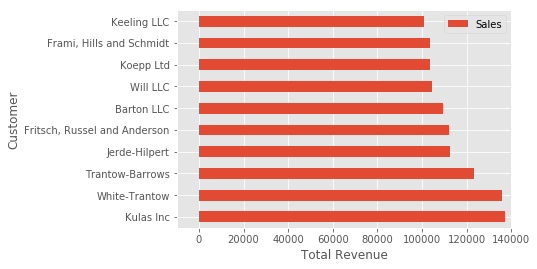 Sales
Customer
Keeling LLC
Frami, Hills and Schmidt
Koepp Ltd
Will LLC
Barton LLC
Fritsch, Russel and Anderson
Jerde-Hilpert
Trantow-Barrows
White-Trantow
Kulas Inc
0 20000 40000 60000 80000 100000 120000 140000
Total Revenue